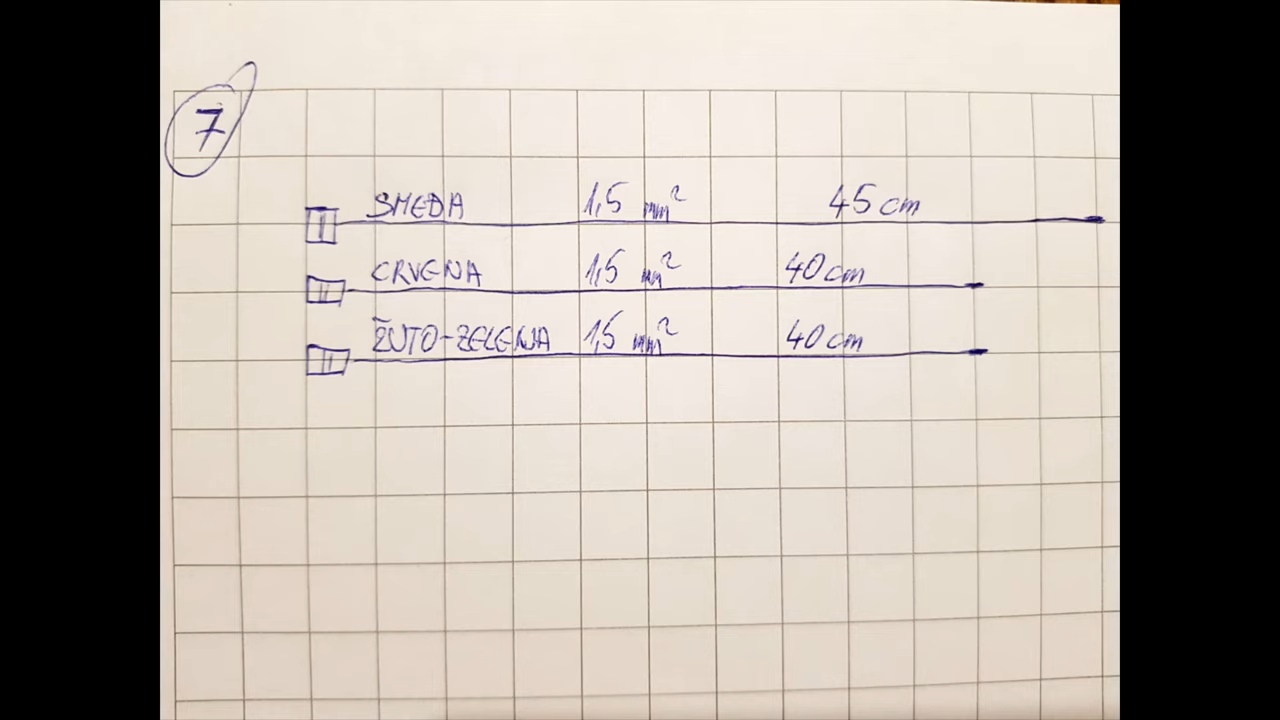 7
SMEĐA 1,5 mm² 45 cm
CRVENA 1,5 mm² 40 cm
ŽUTO-ZELENA 1,5 mm² 40 cm